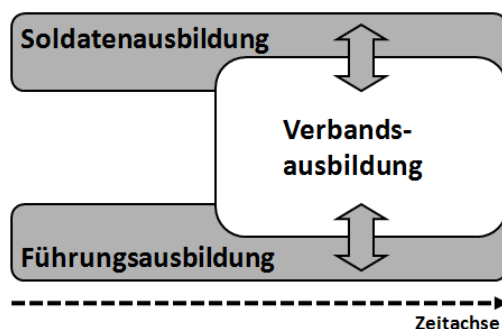 Soldatenausbildung
Verbands-
ausbildung
Führungsausbildung
Zeitachse